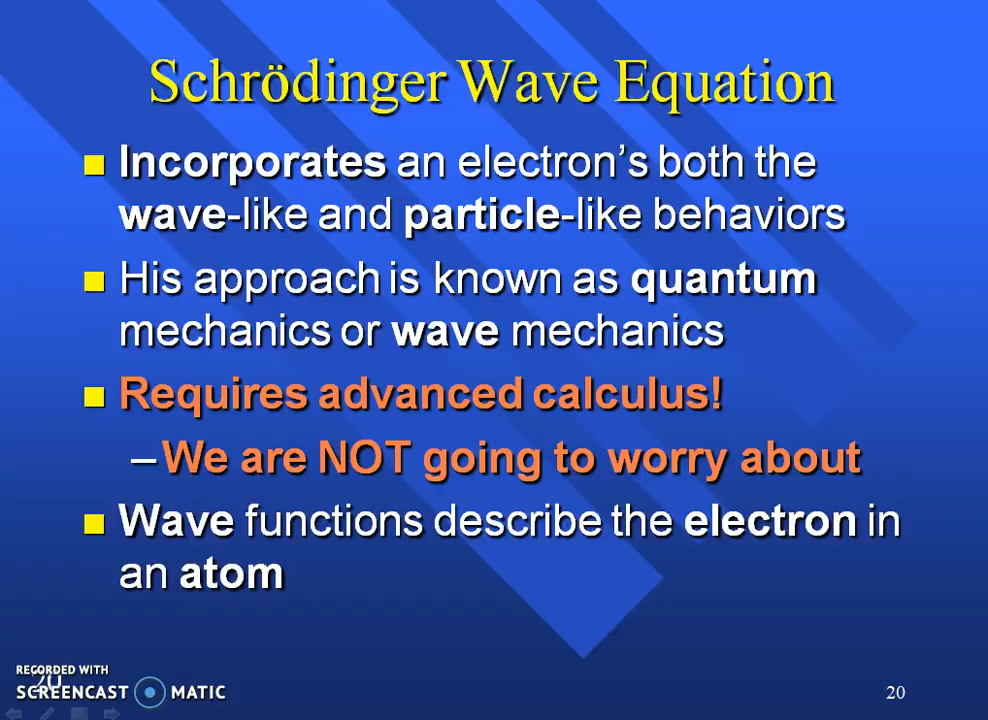 Schrödinger Wave Equation
Incorporates an electron’s both the
wave-like and particle-like behaviors
His approach is known as quantum
mechanics or wave mechanics
Requires advanced calculus!
–We are NOT going to worry about
Wave functions describe the electron in
an atom
RECORDED WITH
20
SCREENCAST MATIC
20